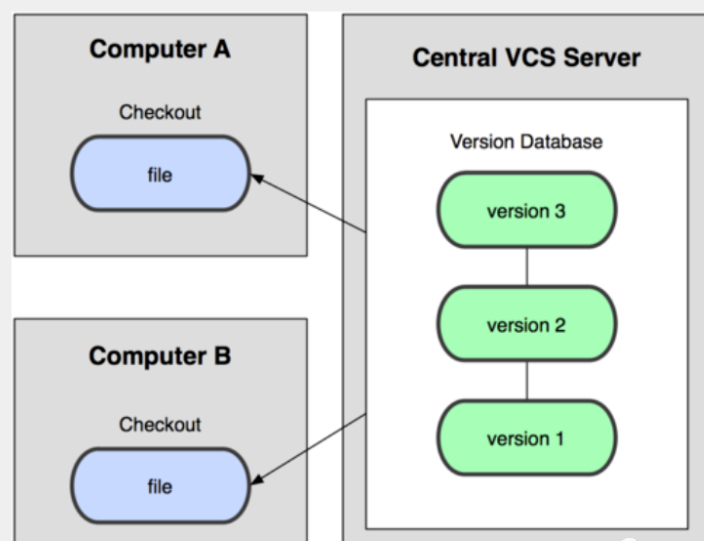 Computer A
Checkout
file
Central VCS Server
Version Database
version 3
version 2
version 1
Computer B
Checkout
file